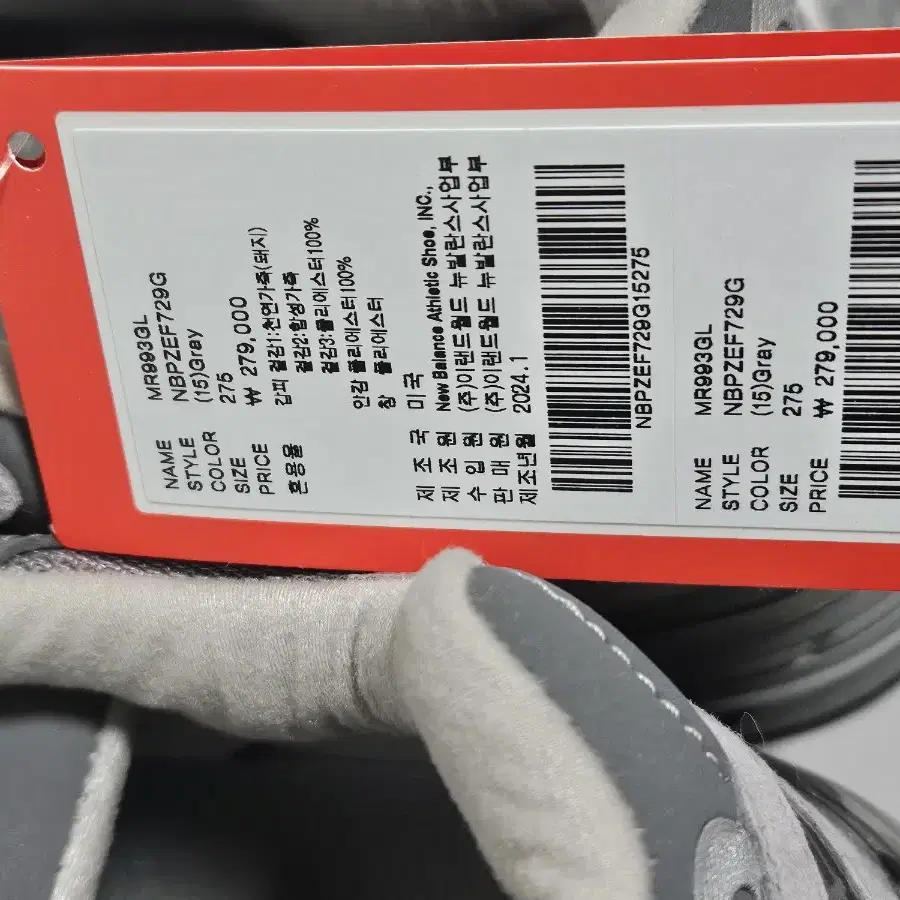 NAME MR993GL
STYLE NBPZEF729G
COLOR (15)Gray
SIZE 275
PRICE ₩ 279,000
혼용율 갑피 겉감1:천연가죽(돼지)
겉감2:합성가죽
겉감3:폴리에스터100%
안감 폴리에스터100%
창 폴리에스터
제 조 국 미국
제 조 원 New Balance Athletic Shoe, INC.,
수 입 원 (주)이랜드월드 뉴발란스사업부
판 매 원 (주)이랜드월드 뉴발란스사업부
제조년월 2024.1
NBPZEF729G15275
NAME MR993GL
STYLE NBPZEF729G
COLOR (15)Gray
SIZE 275
PRICE ₩ 279,000